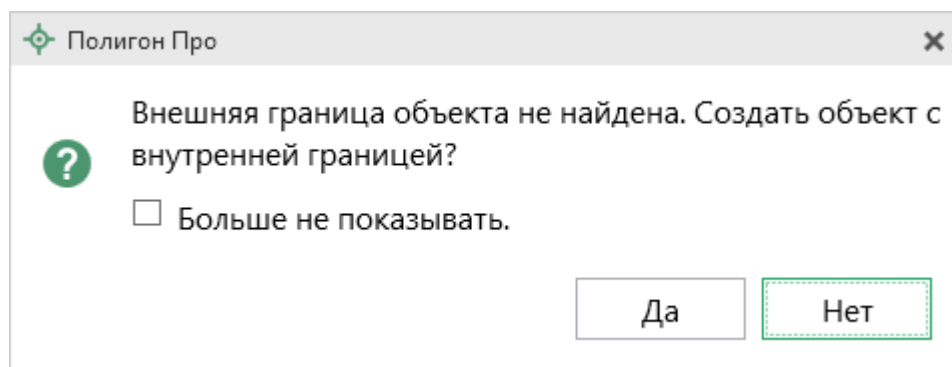 Полигон Про
Внешняя граница объекта не найдена. Создать объект с
внутренней границей?
Больше не показывать.
Да
Нет